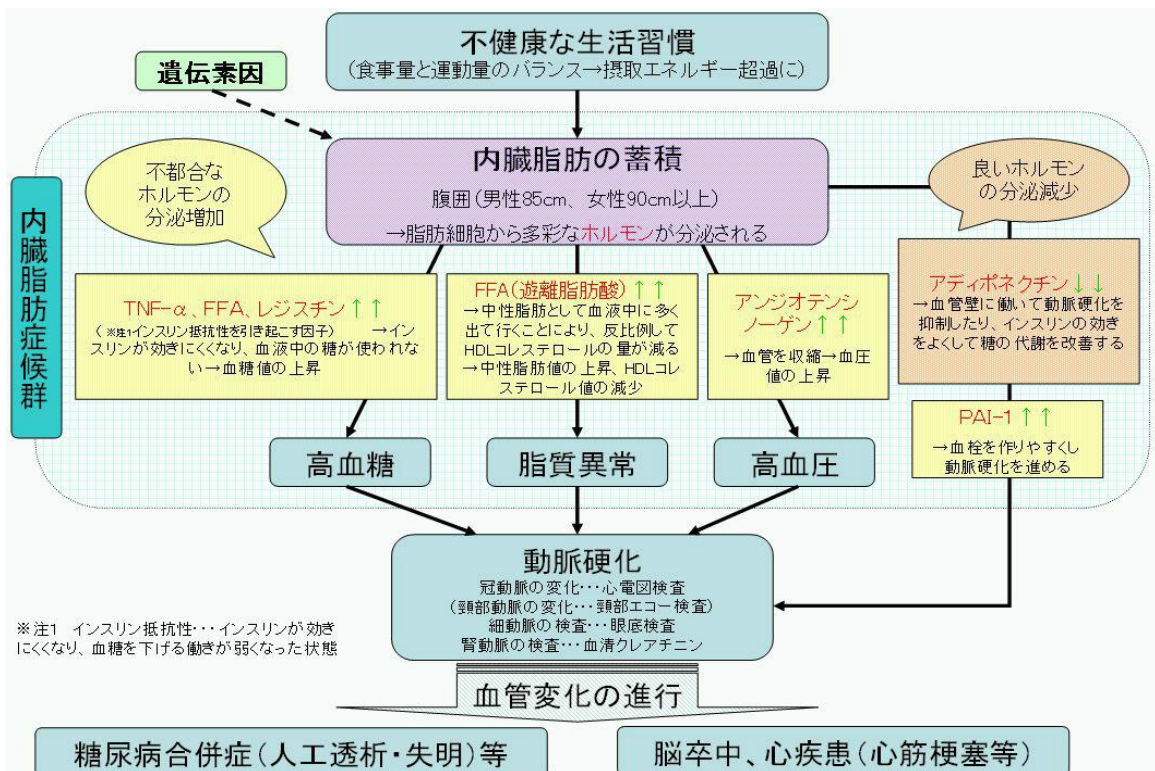 不健康な生活習慣
(食事量と運動量のバランス→摂取エネルギー超過に)
遺伝素因
内臓脂肪の蓄積
腹囲(男性85cm、女性90cm以上)
→脂肪細胞から多彩なホルモンが分泌される
不都合な
ホルモンの
分泌増加
良いホルモン
の分泌減少
内臓脂肪症候群
TNF-α、FFA、レジスチン↑↑
(※注1インスリン抵抗性を引き起こす因子) →イン
スリンが効きにくくなり、血液中の糖が使われな
い→血糖値の上昇
FFA(遊離脂肪酸)↑↑
→中性脂肪として血液中に多く
出て行くことにより、反比例して
HDLコレステロールの量が減る
→中性脂肪値の上昇、HDLコレ
ステロール値の減少
アンジオテンシ
ノーゲン↑↑
→血管を収縮→血圧
値の上昇
アディポネクチン↓↓
→血管壁に働いて動脈硬化を
抑制したり、インスリンの効き
をよくして糖の代謝を改善する
PAI-1↑↑
→血栓を作りやすくし
動脈硬化を進める
高血糖
脂質異常
高血圧
動脈硬化
冠動脈の変化・・・心電図検査
(頸部動脈の変化・・・頸部エコー検査)
細動脈の検査・・・眼底検査
腎動脈の検査・・・血清クレアチニン
※注1 インスリン抵抗性・・・インスリンが効き
にくくなり、血糖を下げる働きが弱くなった状態
血管変化の進行
糖尿病合併症(人工透析・失明)等
脳卒中、心疾患(心筋梗塞等)